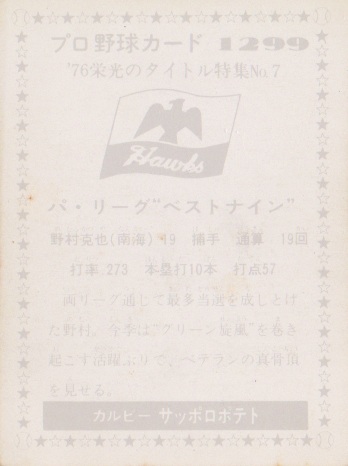 プロ野球カード 1299
'76栄光のタイトル特集No.7
Hawks
パ・リーグ"ベストナイン"
野村克也(南海) 19 捕手 通算 19回
打率 273 本塁打10本 打点57
両リーグ通して最多当選を成しとげ
た野村。今季は"グリーン旋風"を巻き
起こす活躍ぶりで、ベテランの真骨頂
を見せる。
カルビー サッポロポテト